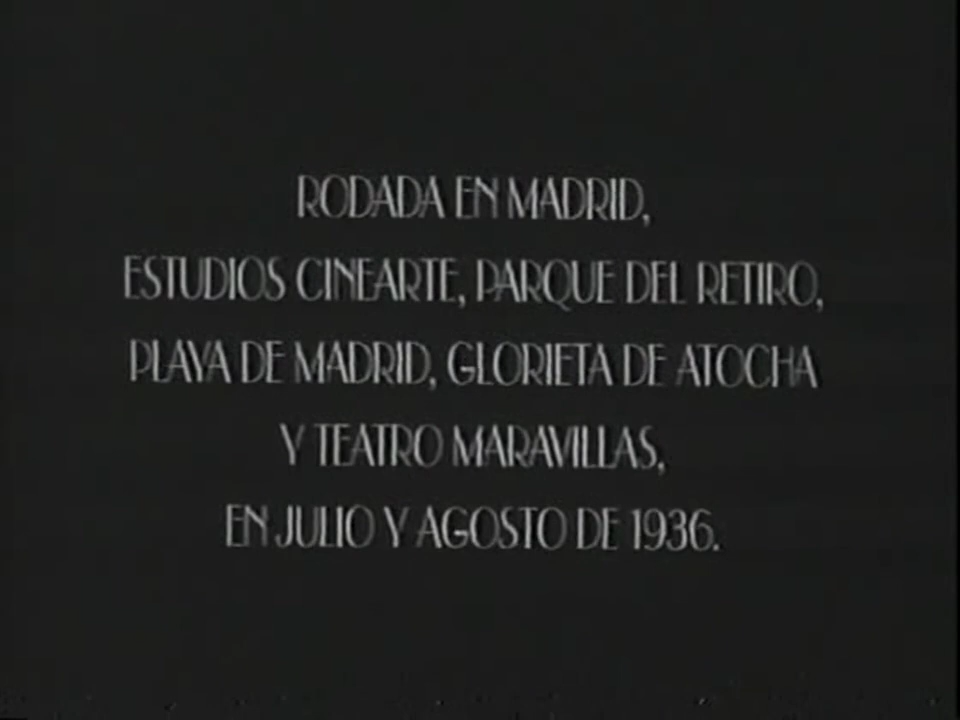 RODADA EN MADRID,
ESTUDIOS CINEARTE, PARQUE DEL RETIRO,
PLAYA DE MADRID, GLORIETA DE ATOCHA
Y TEATRO MARAVILLAS,
EN JULIO Y AGOSTO DE 1936.